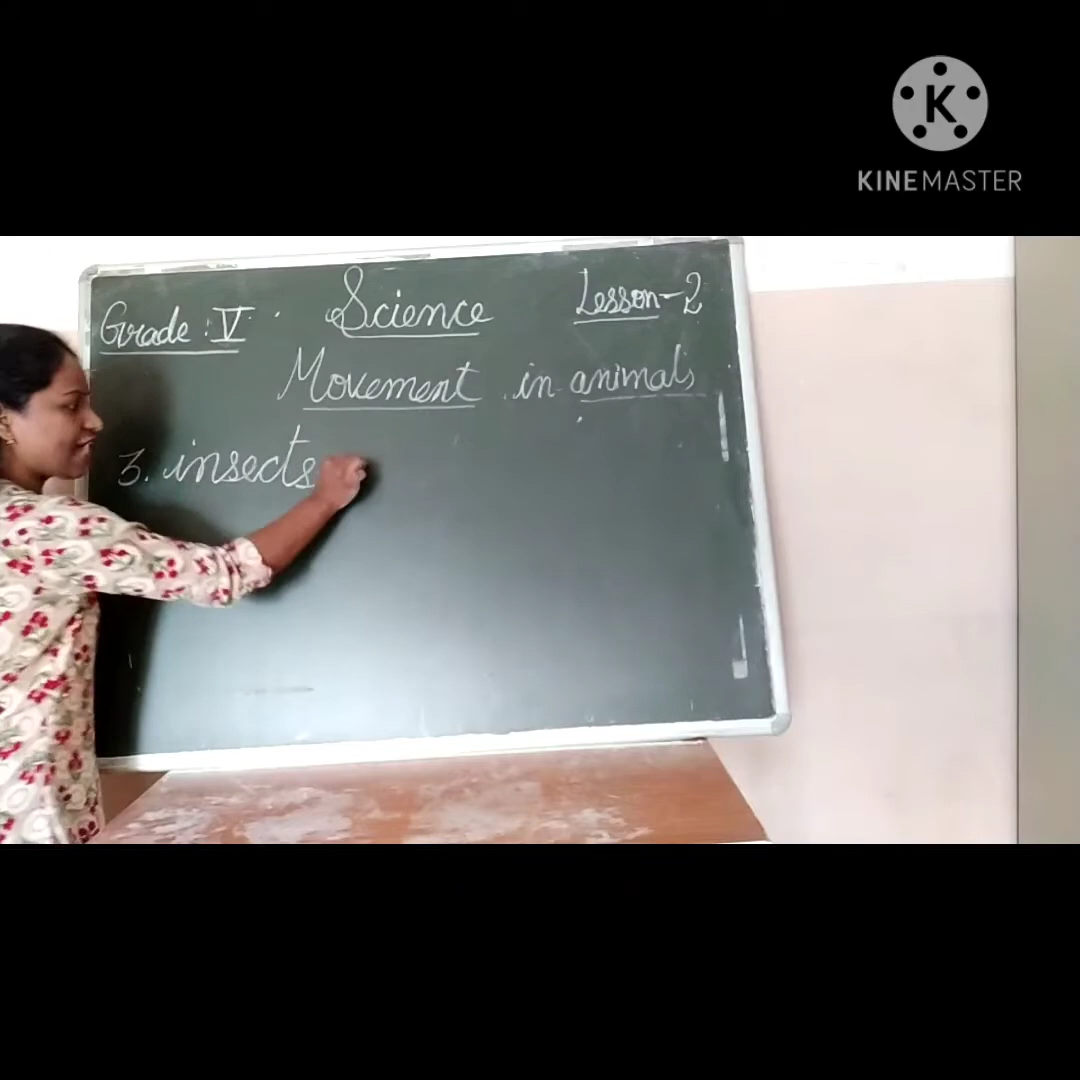 K
KINEMASTER
Grade : V Science Lesson-2
Movement in animals
3. insects